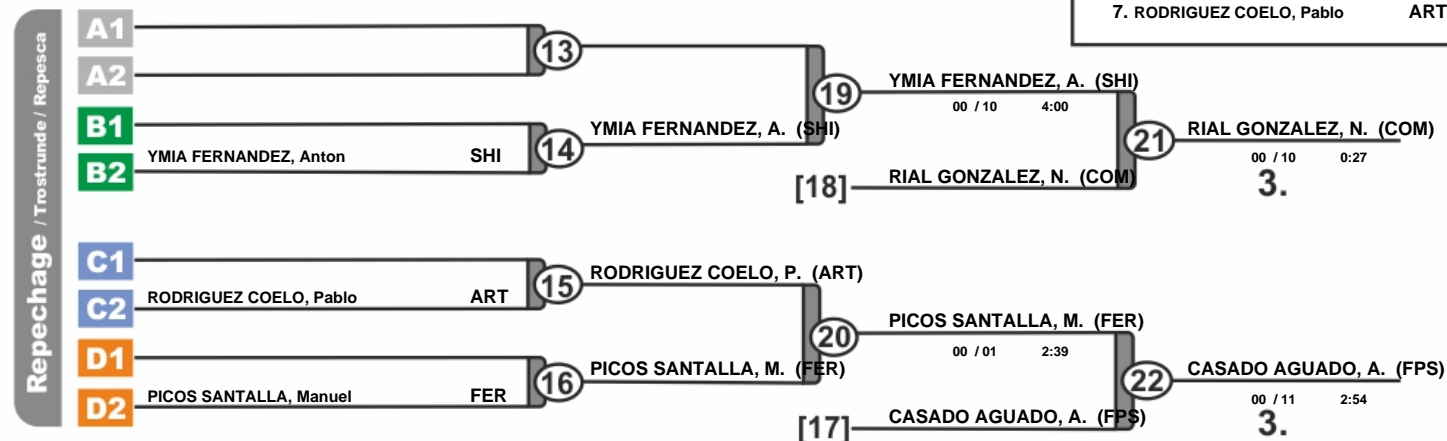 7. RODRIGUEZ COELO, Pablo ART
Repechage / Trostrunde / Repesca
A1
13
A2
YMIA FERNANDEZ, A. (SHI)
19
00 / 10 4:00
B1
YMIA FERNANDEZ, A. (SHI)
RIAL GONZALEZ, N. (COM)
21
YMIA FERNANDEZ, Anton SHI
14
00 / 10 0:27
B2
[18] RIAL GONZALEZ, N. (COM)
3.
C1
RODRIGUEZ COELO, P. (ART)
15
RODRIGUEZ COELO, Pablo ART
C2
PICOS SANTALLA, M. (FER)
20
00 / 01 2:39
D1
PICOS SANTALLA, M. (FER)
CASADO AGUADO, A. (FPS)
16
22
PICOS SANTALLA, Manuel FER
00 / 11 2:54
D2
[17] CASADO AGUADO, A. (FPS)
3.